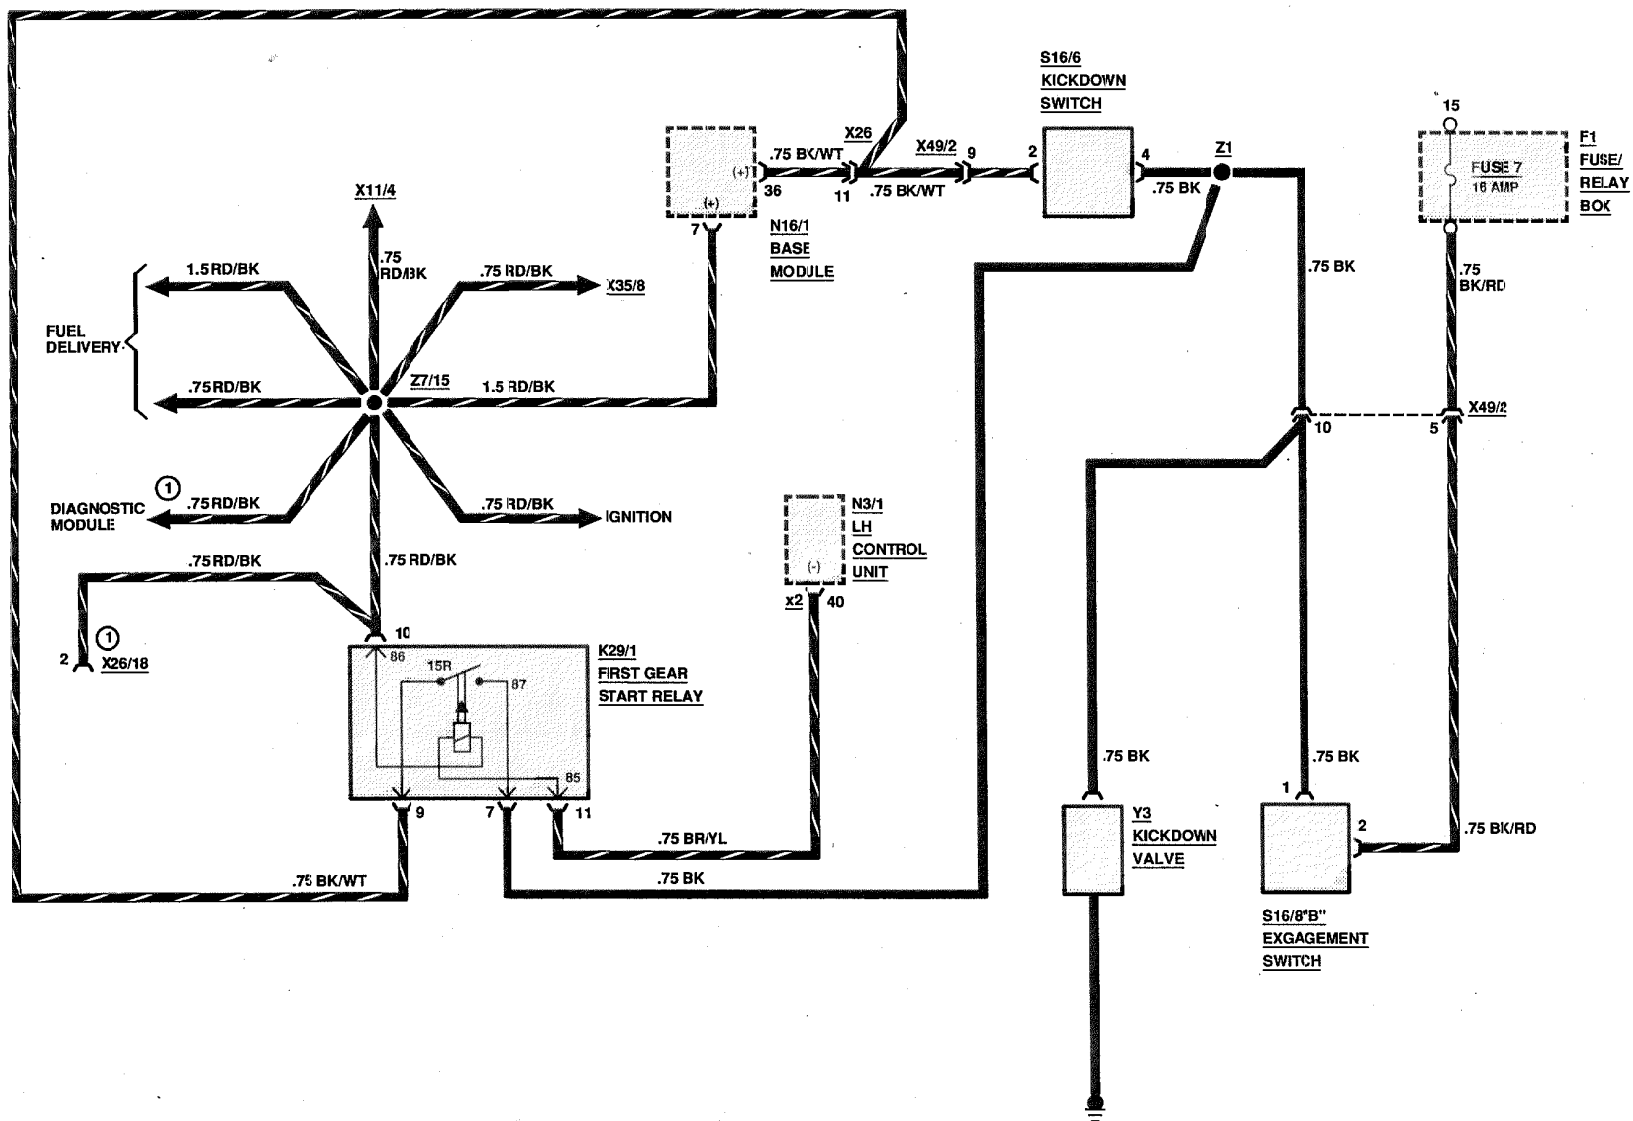 S16/6
KICKDOWN
SWITCH
15
F1
FUSE/
RELAY
BOX
FUSE 7
16 AMP
X26
.75 BK/WT
36
11
X49/2
9
.75 BK/WT
2
4
Z1
.75 BK
(+)
(+)
7
N16/1
BASE
MODULE
X11/4
.75
RD/BK
1.5 RD/BK
.75 RD/BK
X35/8
.75 BK
.75
BK/RD
FUEL
DELIVERY
.75 RD/BK
Z7/15
1.5 RD/BK
X49/2
10
5
1
DIAGNOSTIC
MODULE
.75 RD/BK
.75 RD/BK
IGNITION
N3/1
LH
CONTROL
UNIT
(-)
X2
40
.75 RD/BK
.75 RD/BK
1
2
X26/18
10
86
15R
87
85
K29/1
FIRST GEAR
START RELAY
9
7
11
.75 BR/YL
.75 BK
.75 BK/WT
.75 BK
.75 BK
1
2
.75 BK/RD
Y3
KICKDOWN
VALVE
S16/8"B"
EXGAGEMENT
SWITCH